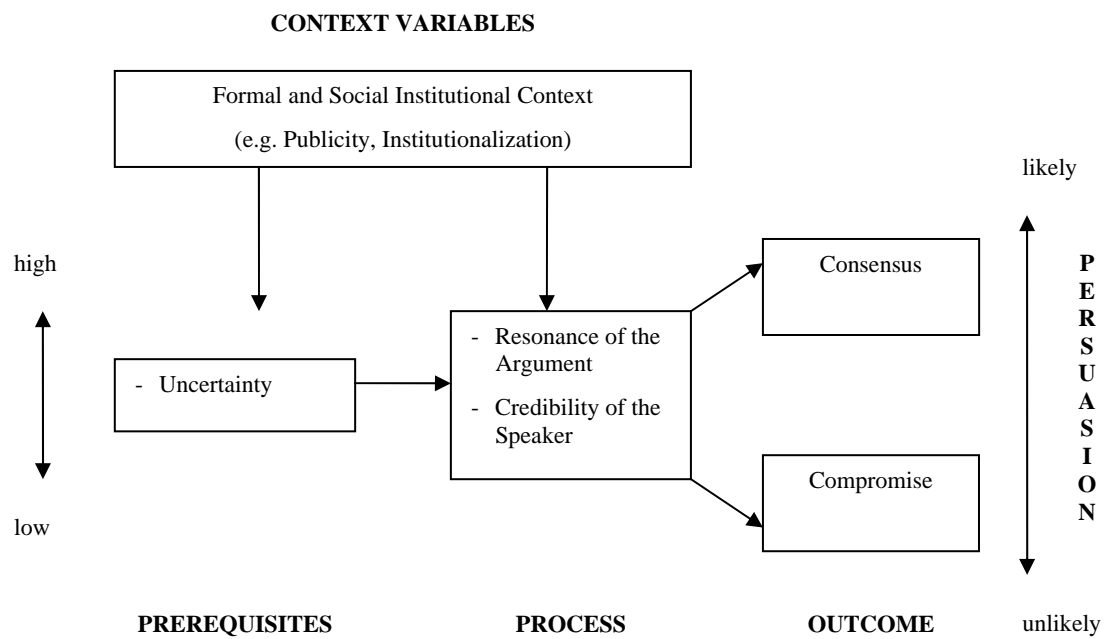 CONTEXT VARIABLES
Formal and Social Institutional Context
(e.g. Publicity, Institutionalization)
likely
high
Consensus
- Resonance of the
Argument
- Credibility of the
Speaker
- Uncertainty
Compromise
low
PERSUASION
PREREQUISITES
PROCESS
OUTCOME
unlikely